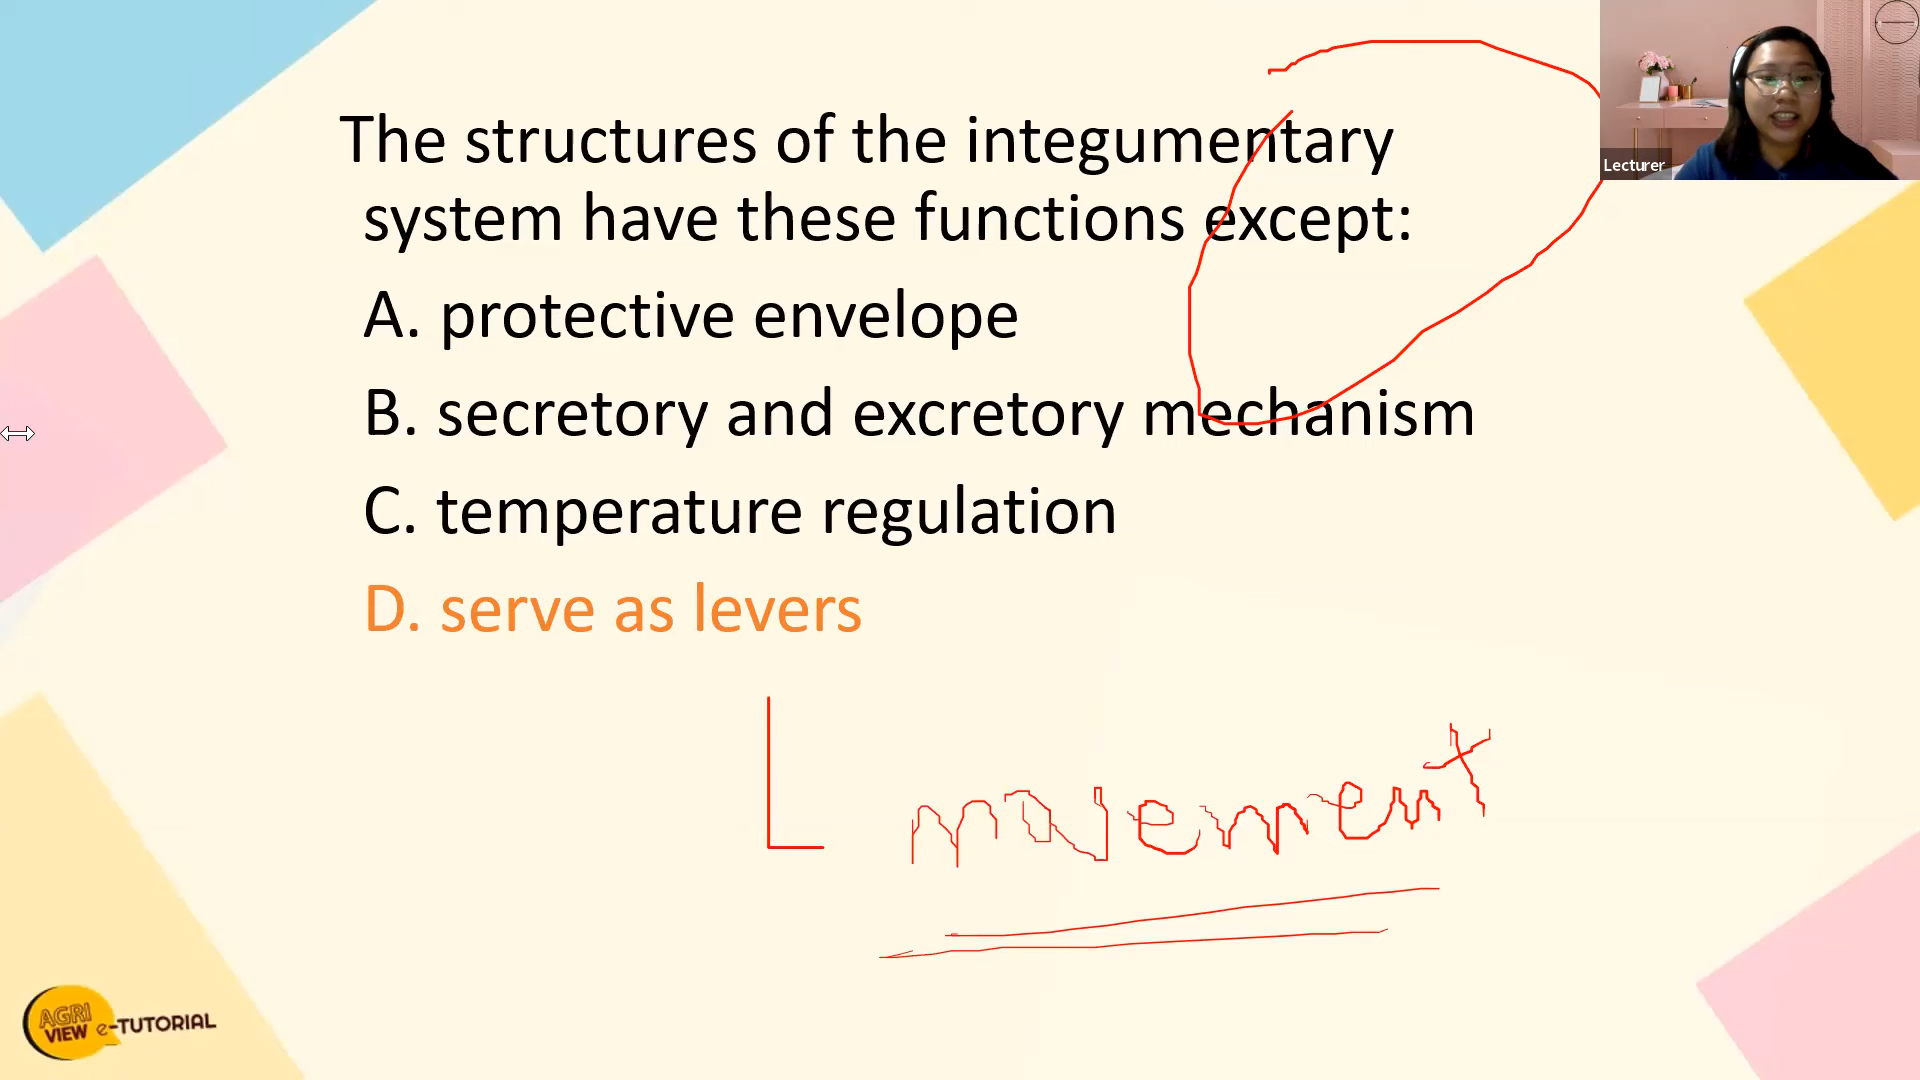 The structures of the integumentary
system have these functions except:
A. protective envelope
B. secretory and excretory mechanism
C. temperature regulation
D. serve as levers
movement
Lecturer
AGRI
VIEW e-TUTORIAL